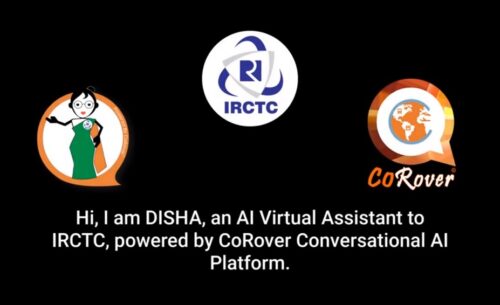 IRCTC
CoRover®
Hi, I am DISHA, an AI Virtual Assistant to
IRCTC, powered by CoRover Conversational AI
Platform.